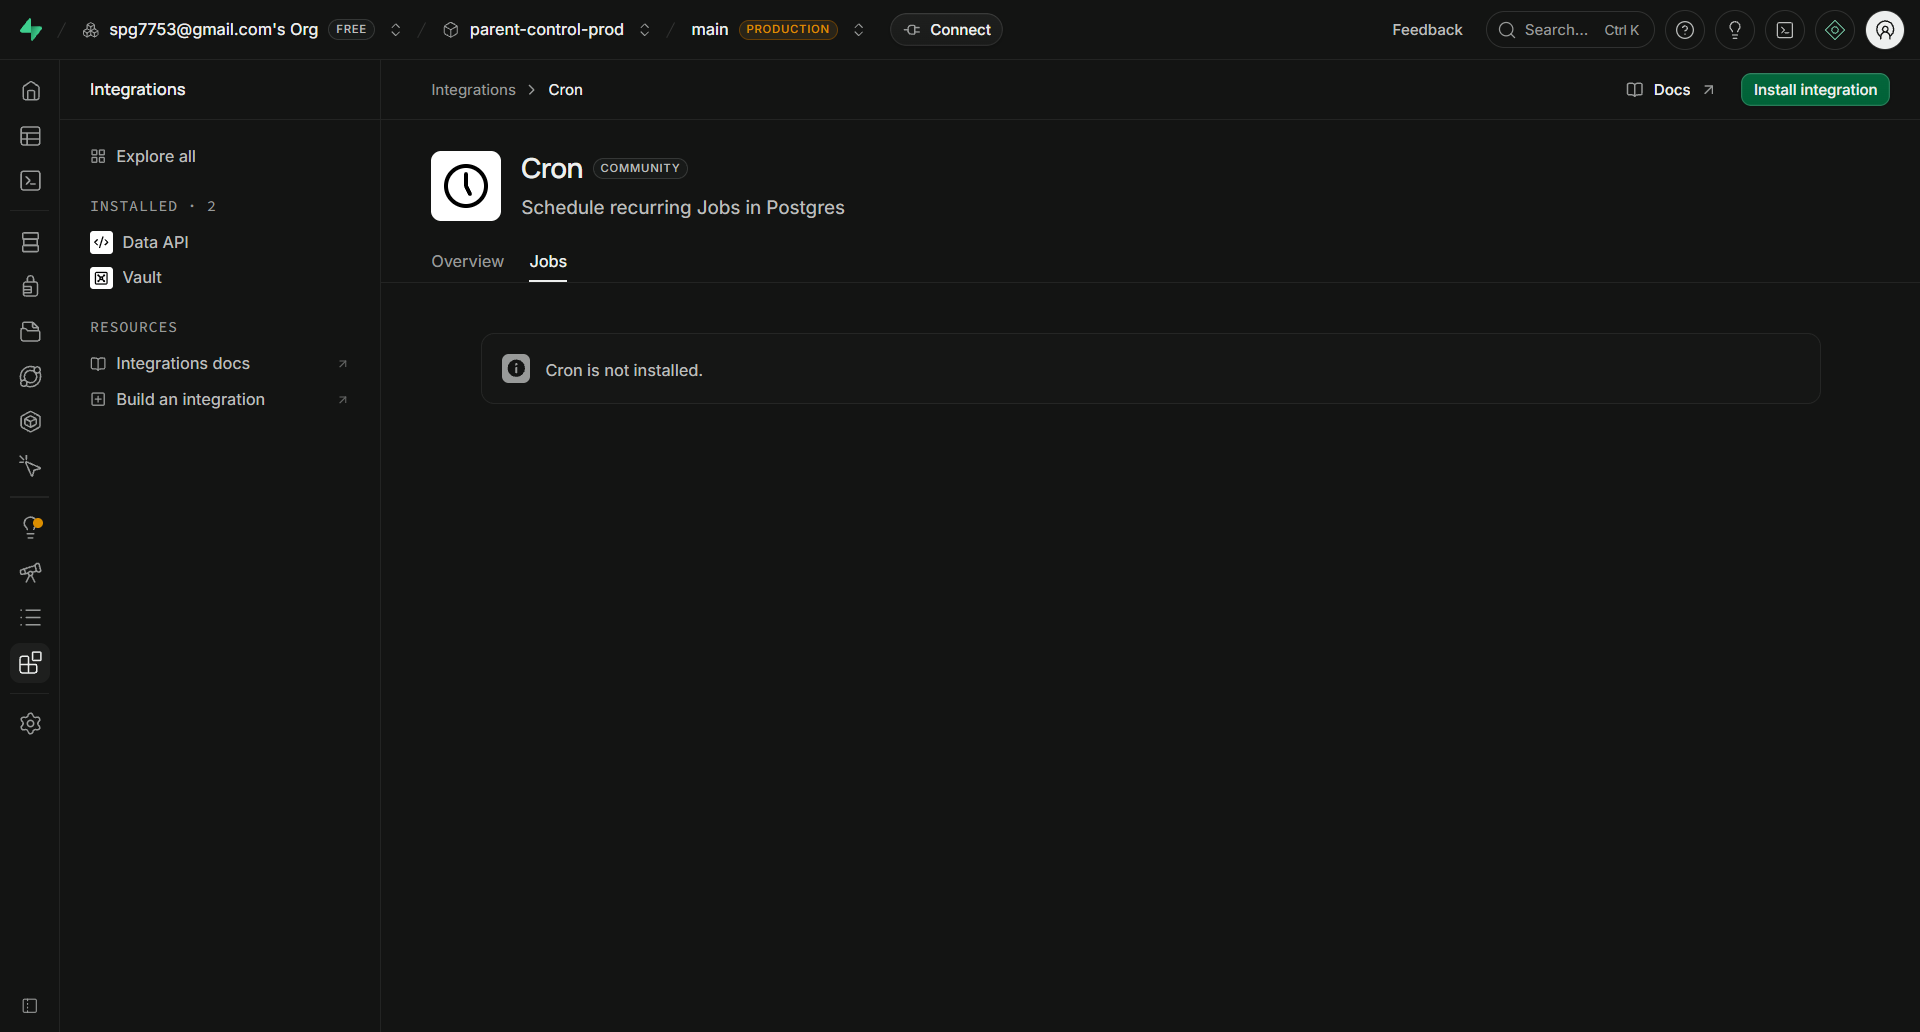 spg7753@gmail.com's Org FREE parent-control-prod main PRODUCTION Connect Feedback Search... Ctrl K
Integrations
Integrations > Cron Docs Install integration
Explore all
INSTALLED · 2
Data API
Vault
RESOURCES
Integrations docs
Build an integration
Cron COMMUNITY
Schedule recurring Jobs in Postgres
Overview Jobs
Cron is not installed.